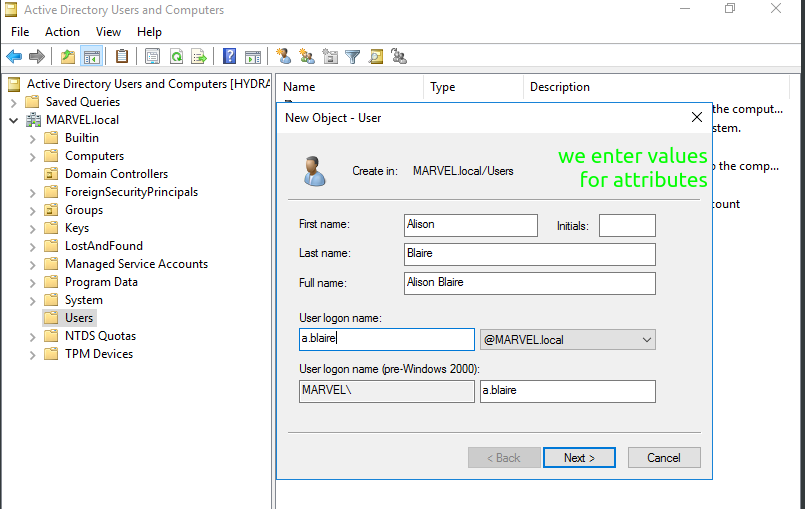 Active Directory Users and Computers
File Action View Help
Active Directory Users and Computers [HYDRA
Saved Queries
MARVEL.local
Builtin
Computers
Domain Controllers
ForeignSecurityPrincipals
Groups
Keys
LostAndFound
Managed Service Accounts
Program Data
System
Users
NTDS Quotas
TPM Devices
Name Type Description
the comput...
stem.
o the comp...
count
New Object - User
Create in: MARVEL.local/Users
we enter values
for attributes
First name: Alison Initials:
Last name: Blaire
Full name: Alison Blaire
User logon name:
a.blaire @MARVEL.local
User logon name (pre-Windows 2000):
MARVEL\ a.blaire
< Back Next > Cancel